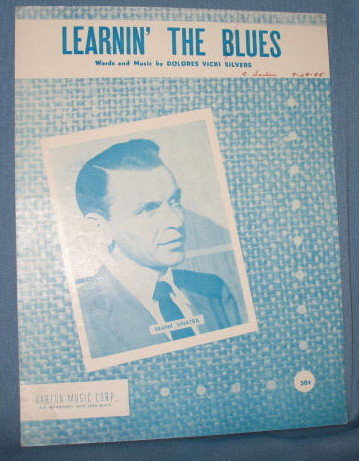 LEARNIN' THE BLUES
Words and Music by DOLORES VICKI SILVERS
FRANK SINATRA
BARTON MUSIC CORP.
50¢